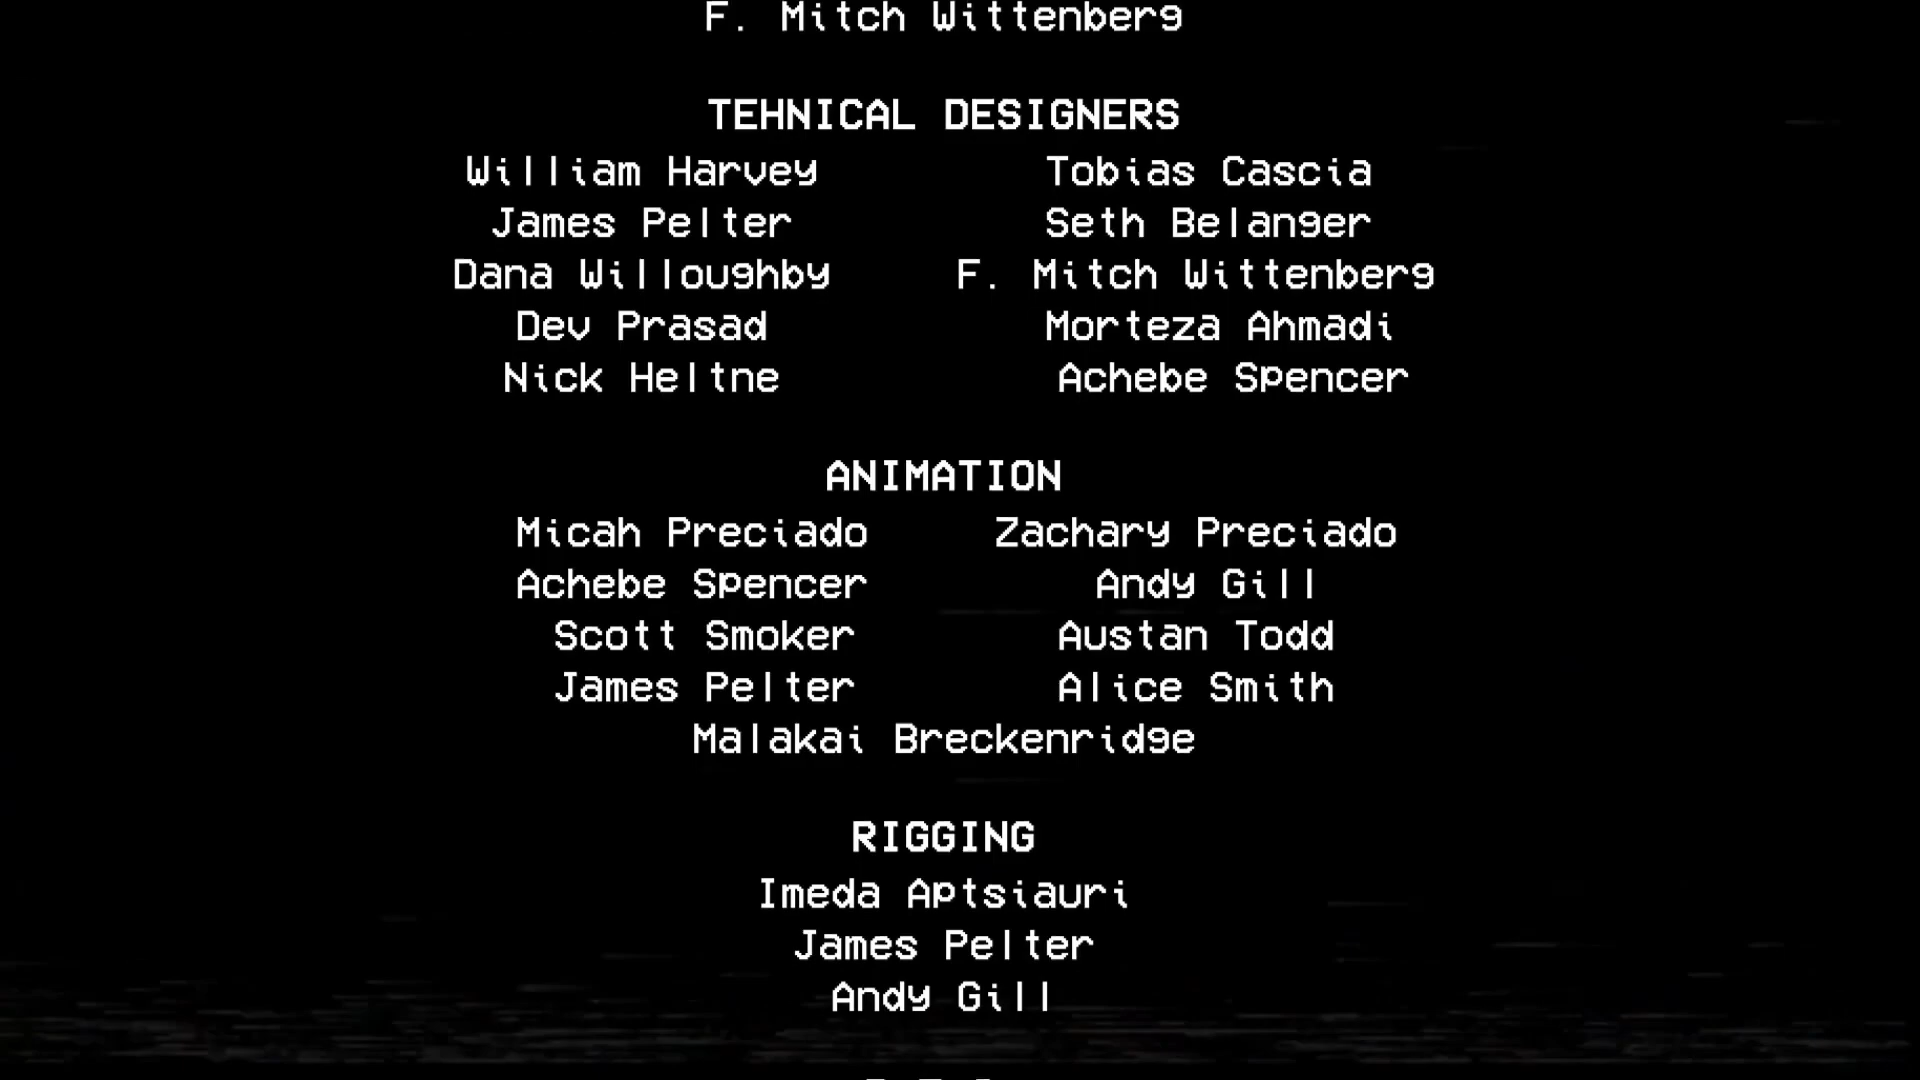 F. Mitch Wittenberg
TEHNICAL DESIGNERS
William Harvey Tobias Cascia
James Pelter Seth Belanger
Dana Willoughby F. Mitch Wittenberg
Dev Prasad Morteza Ahmadi
Nick Heltne Achebe Spencer
ANIMATION
Micah Preciado Zachary Preciado
Achebe Spencer Andy Gill
Scott Smoker Austan Todd
James Pelter Alice Smith
Malakai Breckenridge
RIGGING
Imeda Aptsiauri
James Pelter
Andy Gill